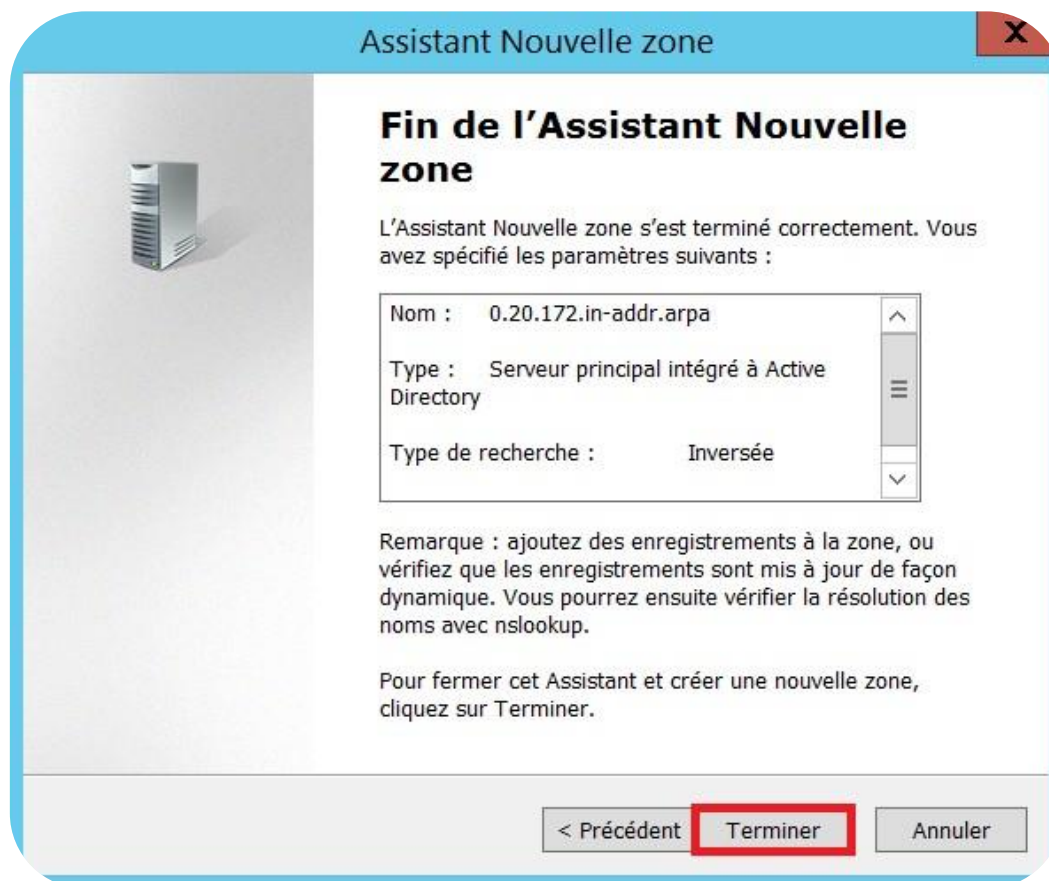 Assistant Nouvelle zone
X
Fin de l’Assistant Nouvelle
zone
L’Assistant Nouvelle zone s’est terminé correctement. Vous
avez spécifié les paramètres suivants :
Nom : 0.20.172.in-addr.arpa
Type : Serveur principal intégré à Active
Directory
Type de recherche : Inversée
Remarque : ajoutez des enregistrements à la zone, ou
vérifiez que les enregistrements sont mis à jour de façon
dynamique. Vous pourrez ensuite vérifier la résolution des
noms avec nslookup.
Pour fermer cet Assistant et créer une nouvelle zone,
cliquez sur Terminer.
< Précédent Terminer Annuler